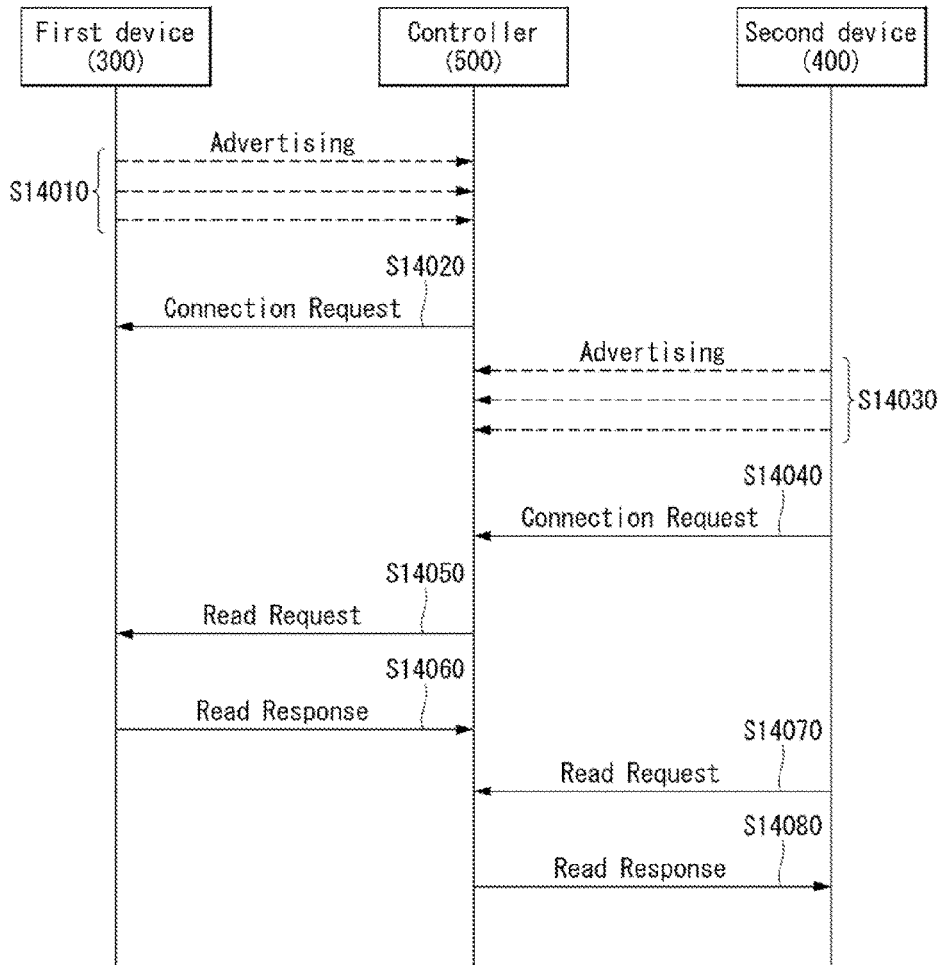 First device
(300)
Controller
(500)
Second device
(400)
Advertising
S14010
S14020
Connection Request
Advertising
S14030
S14040
Connection Request
S14050
Read Request
S14060
Read Response
S14070
Read Request
S14080
Read Response